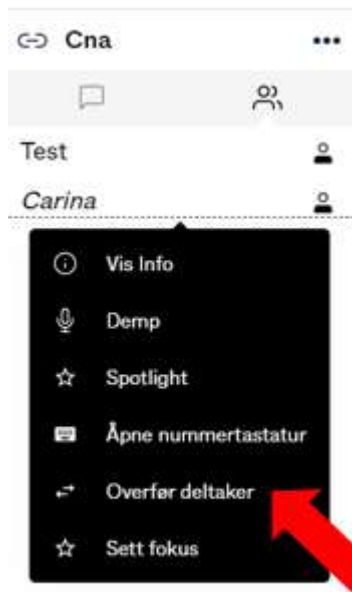 Cna
Test
Carina
Vis Info
Demp
Spotlight
Åpne nummertastatur
Overfør deltaker
Sett fokus